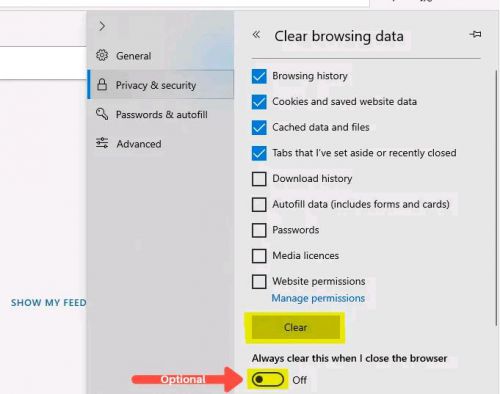 Clear browsing data
General
Privacy & security
Passwords & autofill
Advanced
Browsing history
Cookies and saved website data
Cached data and files
Tabs that I've set aside or recently closed
Download history
Autofill data (includes forms and cards)
Passwords
Media licences
Website permissions
Manage permissions
SHOW MY FEED
Clear
Always clear this when I close the browser
Optional
Off